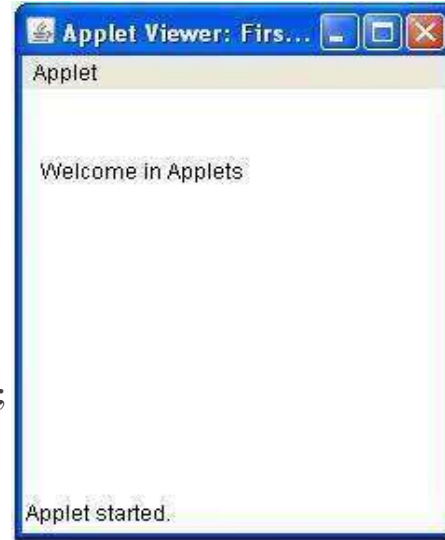 Applet Viewer: Firs...
Applet
Welcome in Applets
;
Applet started.